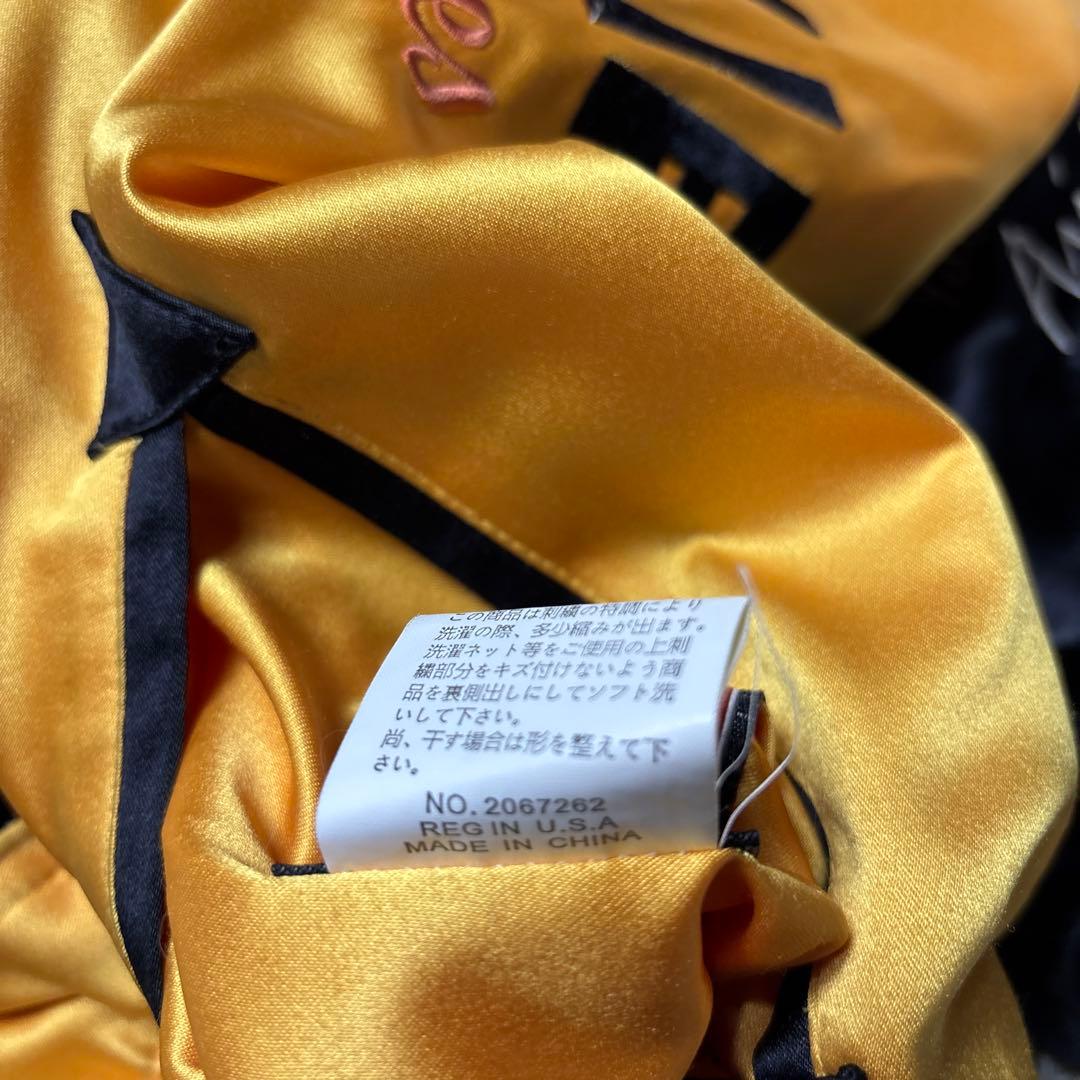 es
この商品は刺繍の特調により
洗濯の際、多少縮みが出ます。
洗濯ネット等をご使用の上刺
繍部分をキズ付けないよう商
品を裏側出しにしてソフト洗
いして下さい。
尚、干す場合は形を整えて下
さい。
NO. 2067262
REG IN U.S.A
MADE IN CHINA